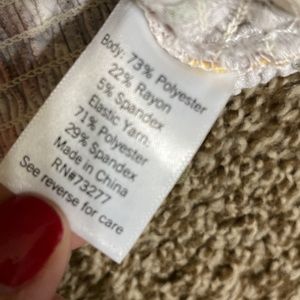 Body: 73% Polyester
22% Rayon
5% Spandex
Elastic Yarn:
71% Polyester
29% Spandex
Made in China
RN#73277
See reverse for care